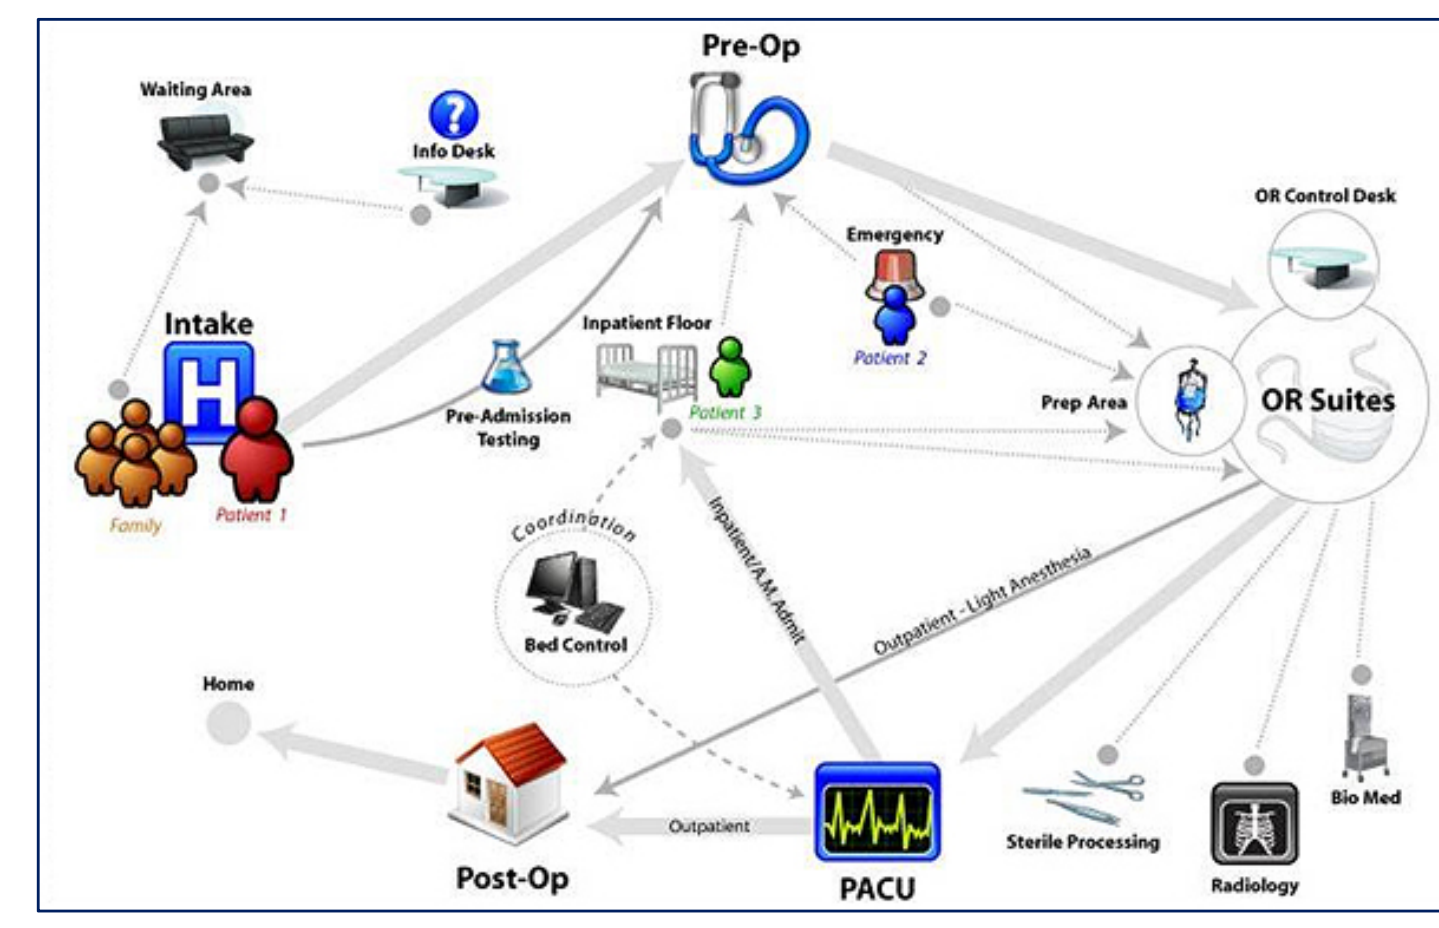 Pre-Op
Waiting Area
?
Info Desk
OR Control Desk
Emergency
Patient 2
Intake
H
Inpatient Floor
Patient 3
Pre-Admission
Testing
Prep Area
OR Suites
Family
Patient 1
Coordination
Bed Control
Inpatient/A.M. Admit
Outpatient - Light Anesthesia
Home
Outpatient
Post-Op
PACU
Sterile Processing
Radiology
Bio Med